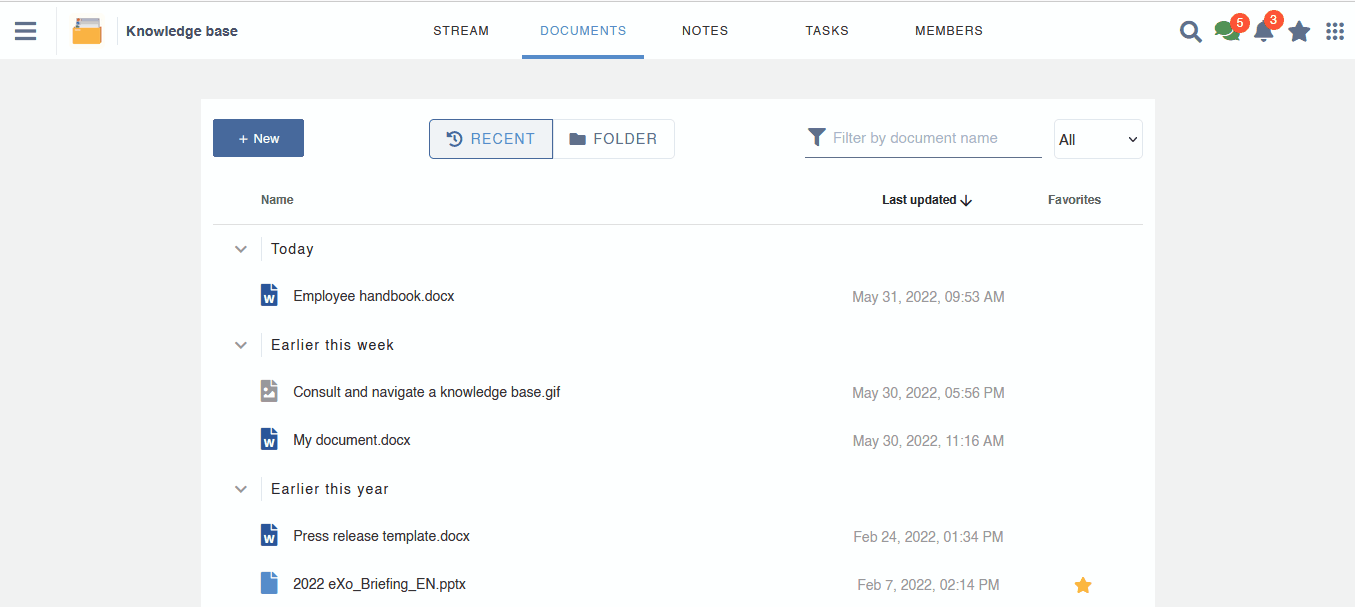 Knowledge base STREAM DOCUMENTS NOTES TASKS MEMBERS 5 3
+ New RECENT FOLDER Filter by document name All
Name Last updated Favorites
Today
Employee handbook.docx May 31, 2022, 09:53 AM
Earlier this week
Consult and navigate a knowledge base.gif May 30, 2022, 05:56 PM
W My document.docx May 30, 2022, 11:16 AM
Earlier this year
Press release template.docx Feb 24, 2022, 01:34 PM
2022 eXo_Briefing_EN.pptx Feb 7, 2022, 02:14 PM